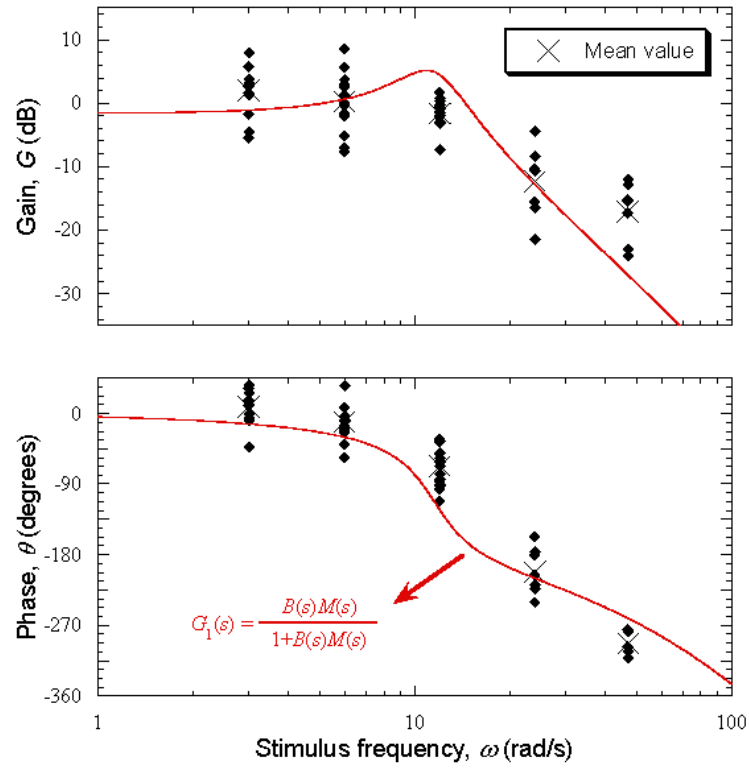 10
0
-10
-20
-30
Gain, G (dB)
Mean value
0
-90
-180
-270
-360
Phase, θ (degrees)
G₁(s) = B(s)M(s) / 1+B(s)M(s)
1 10 100
Stimulus frequency, ω (rad/s)